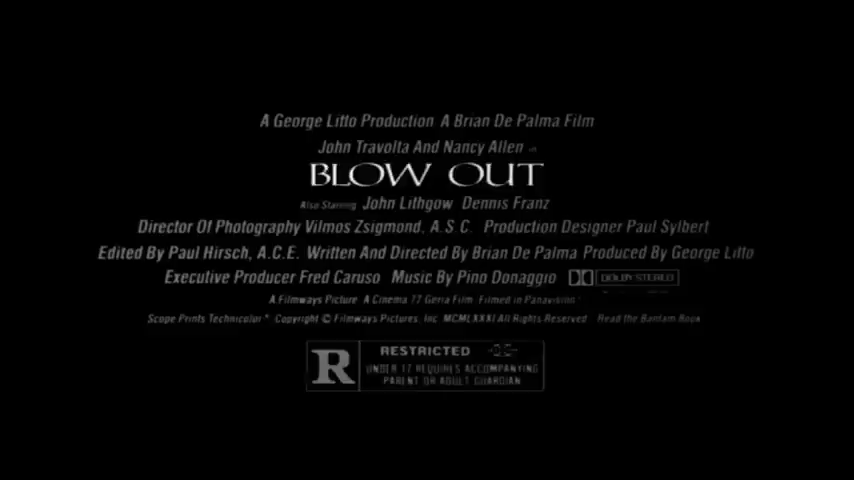 A George Litto Production A Brian De Palma Film
John Travolta And Nancy Allen in
BLOW OUT
Also Starring John Lithgow Dennis Franz
Director Of Photography Vilmos Zsigmond, A.S.C. Production Designer Paul Sylbert
Edited By Paul Hirsch, A.C.E. Written And Directed By Brian De Palma Produced By George Litto
Executive Producer Fred Caruso Music By Pino Donaggio DOLBY STEREO
A Filmways Picture A Cinema 77 Geria Film Filmed in Panavision
Scope Prints Technicolor® Copyright © Filmways Pictures, Inc. MCMLXXXI All Rights Reserved Read the Bantam Book
R RESTRICTED
UNDER 17 REQUIRES ACCOMPANYING
PARENT OR ADULT GUARDIAN